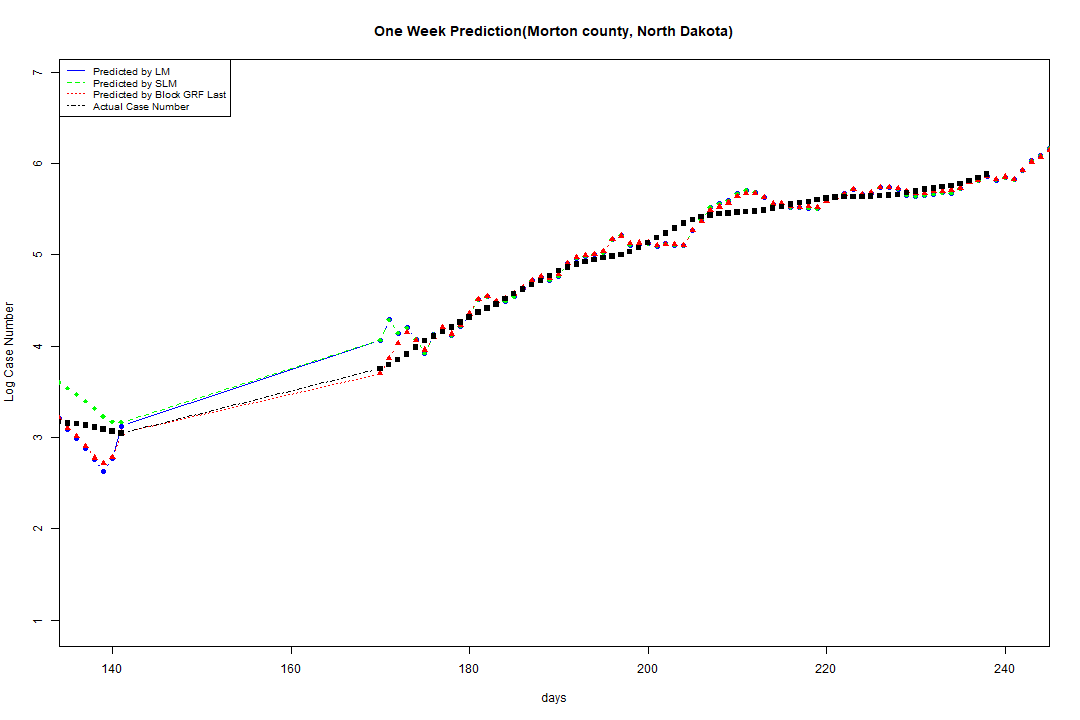 One Week Prediction(Morton county, North Dakota)
Predicted by LM
Predicted by SLM
Predicted by Block GRF Last
Actual Case Number
7
6
5
4
3
2
1
Log Case Number
140 160 180 200 220 240
days